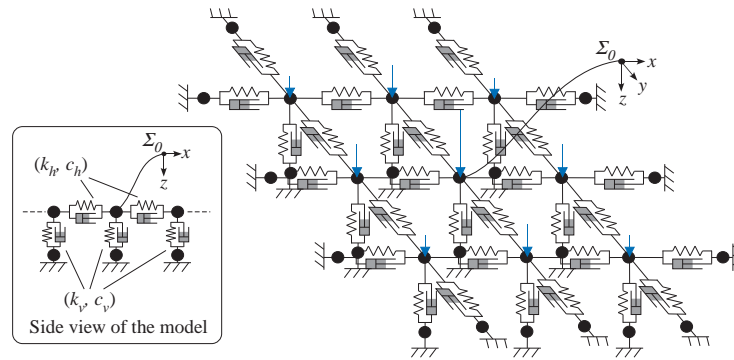 Σ0
x
y
z
Σ0
x
z
(kh, ch)
(kv, cv)
Side view of the model